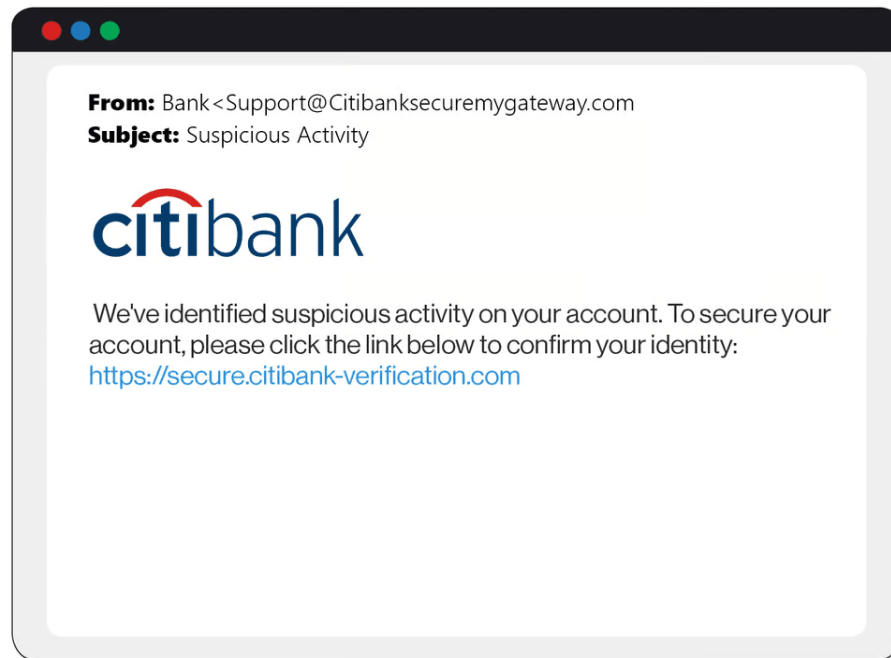 From: Bank<Support@Citibanksecuremygateway.com
Subject: Suspicious Activity
citibank
We've identified suspicious activity on your account. To secure your
account, please click the link below to confirm your identity:
https://secure.citibank-verification.com